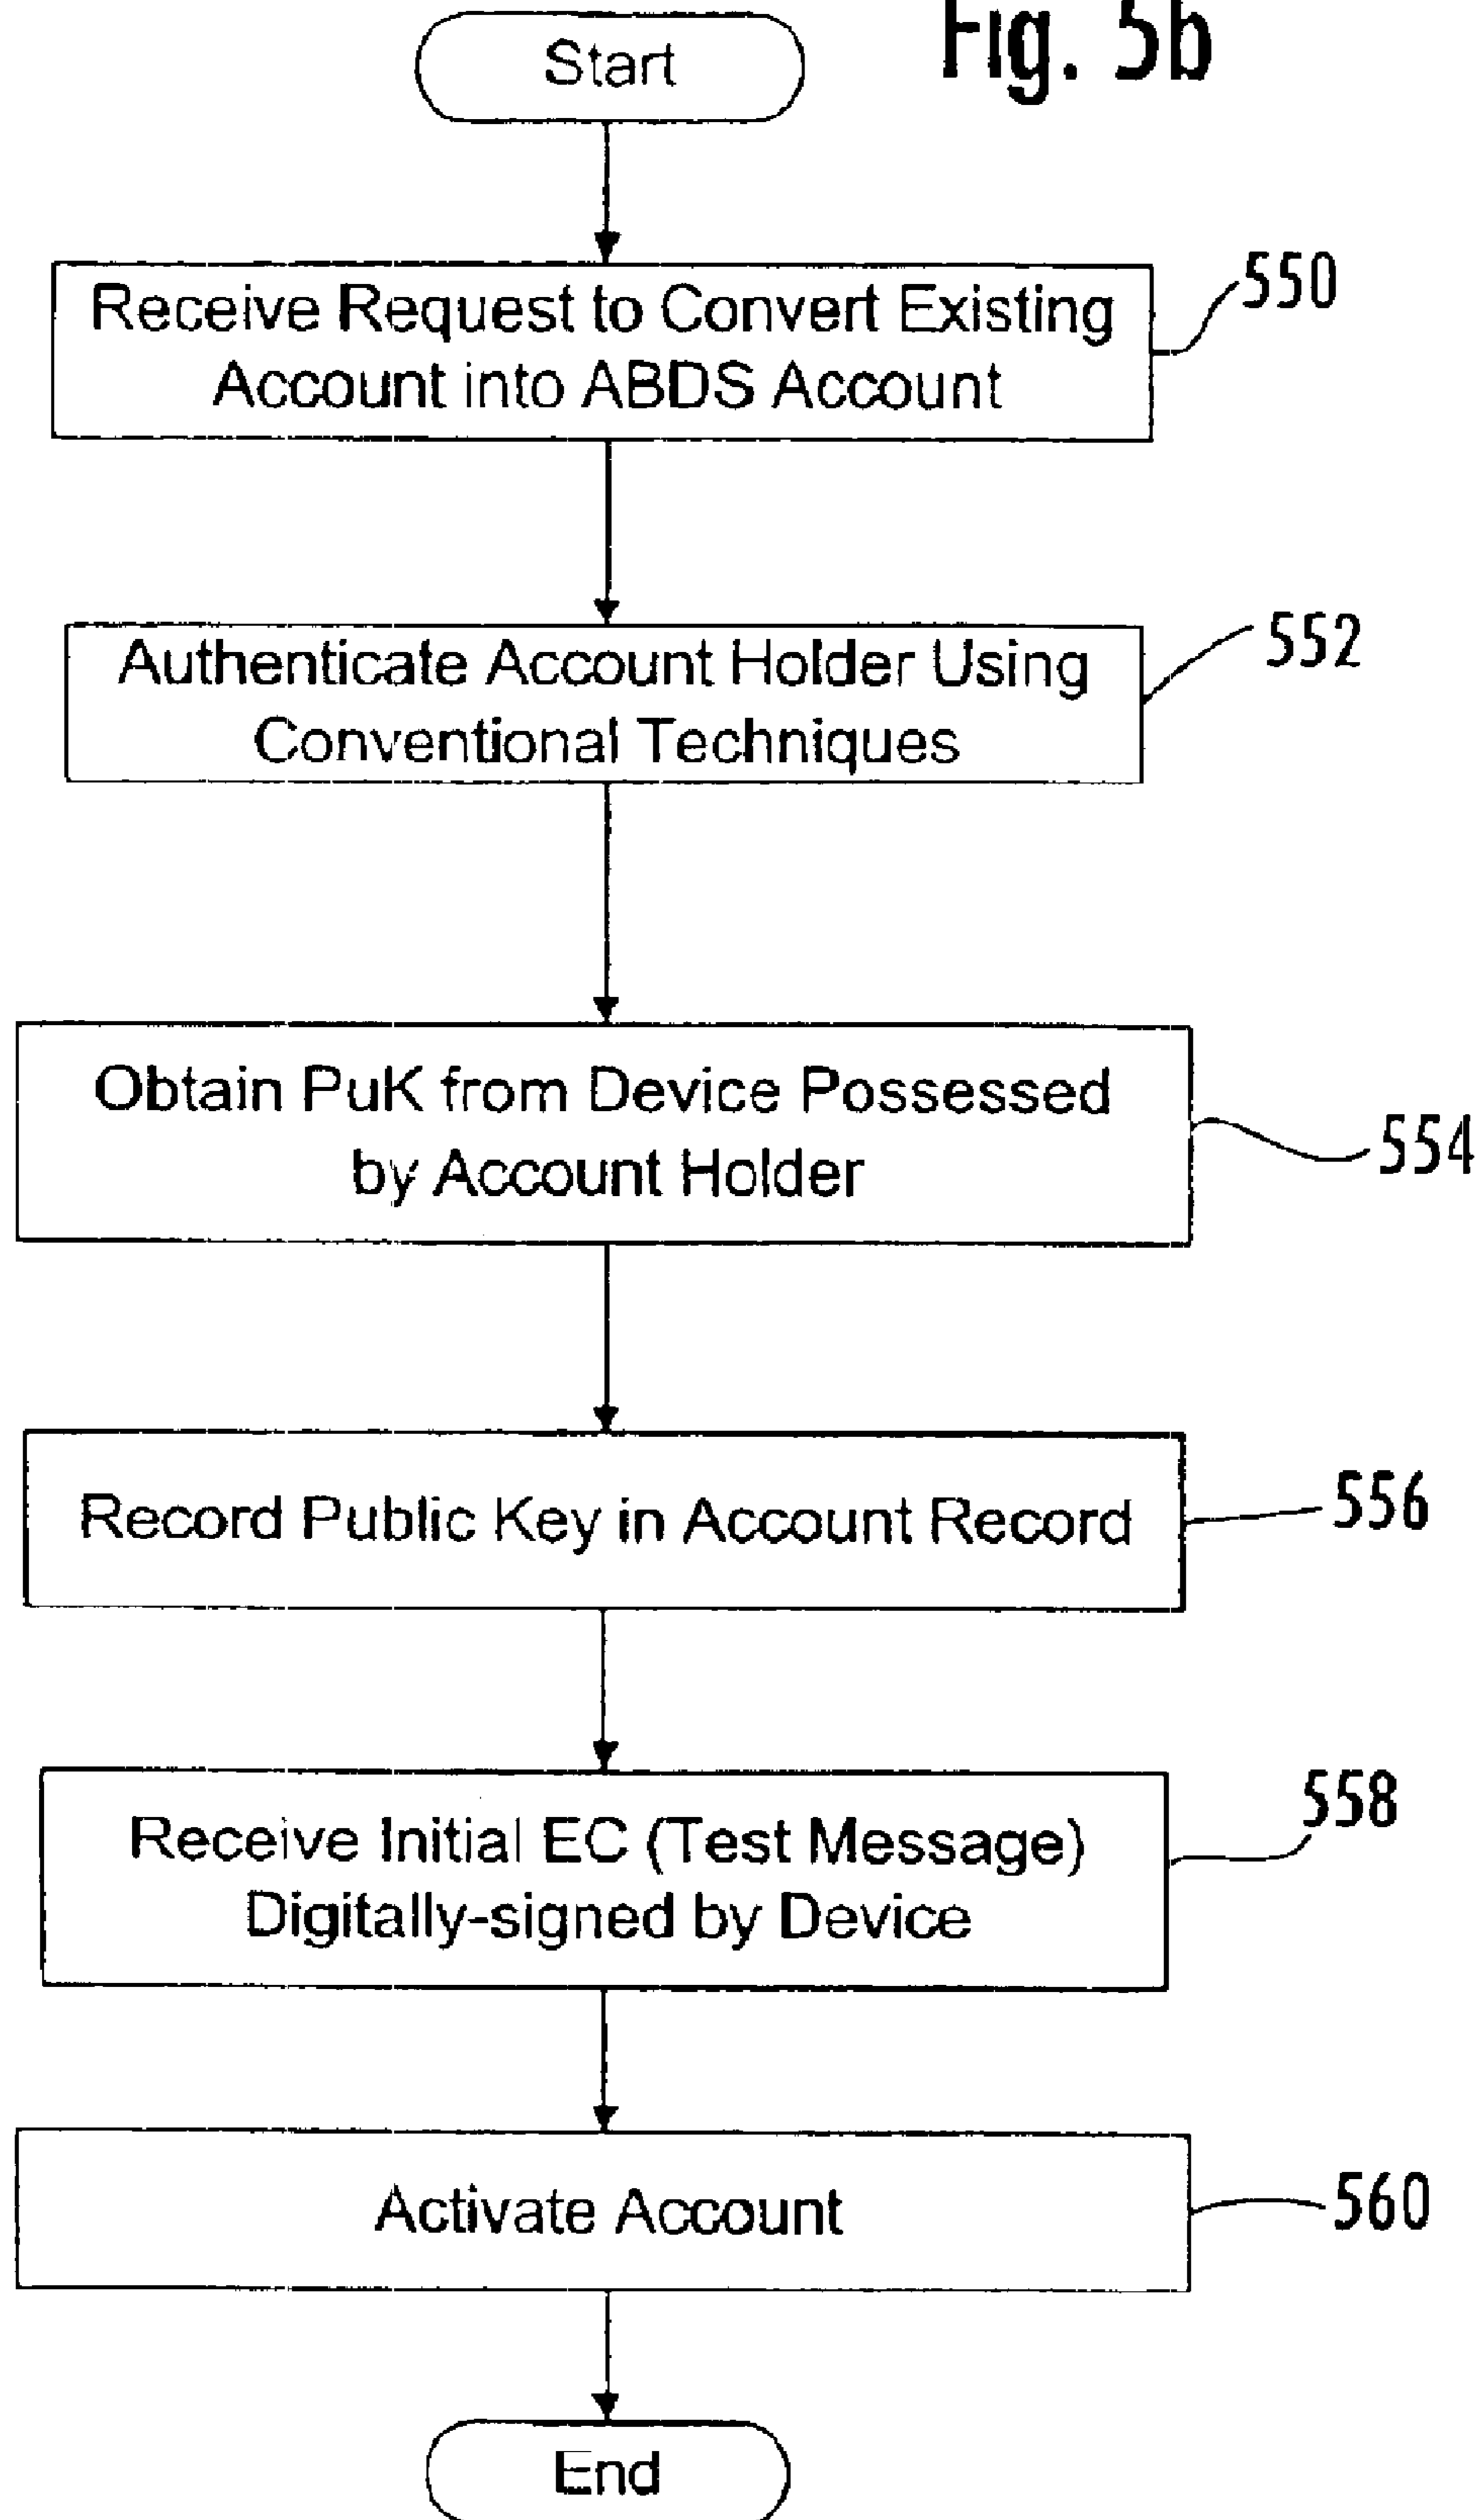 Fig. 5b
Start
Receive Request to Convert Existing
Account into ABDS Account
550
Authenticate Account Holder Using
Conventional Techniques
552
Obtain PuK from Device Possessed
by Account Holder
554
Record Public Key in Account Record
556
Receive Initial EC (Test Message)
Digitally-signed by Device
558
Activate Account
560
End